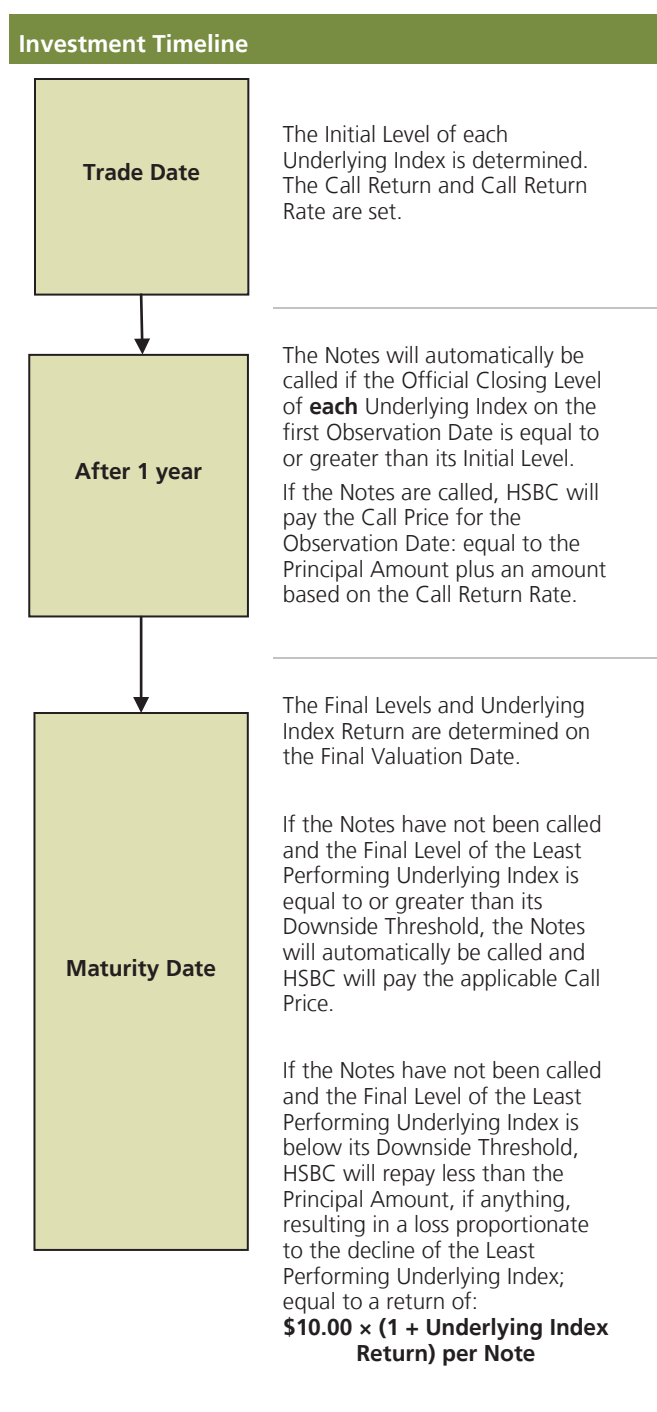 Investment Timeline
Trade Date
The Initial Level of each
Underlying Index is determined.
The Call Return and Call Return
Rate are set.
After 1 year
The Notes will automatically be
called if the Official Closing Level
of each Underlying Index on the
first Observation Date is equal to
or greater than its Initial Level.
If the Notes are called, HSBC will
pay the Call Price for the
Observation Date: equal to the
Principal Amount plus an amount
based on the Call Return Rate.
Maturity Date
The Final Levels and Underlying
Index Return are determined on
the Final Valuation Date.
If the Notes have not been called
and the Final Level of the Least
Performing Underlying Index is
equal to or greater than its
Downside Threshold, the Notes
will automatically be called and
HSBC will pay the applicable Call
Price.
If the Notes have not been called
and the Final Level of the Least
Performing Underlying Index is
below its Downside Threshold,
HSBC will repay less than the
Principal Amount, if anything,
resulting in a loss proportionate
to the decline of the Least
Performing Underlying Index;
equal to a return of:
$10.00 × (1 + Underlying Index
Return) per Note